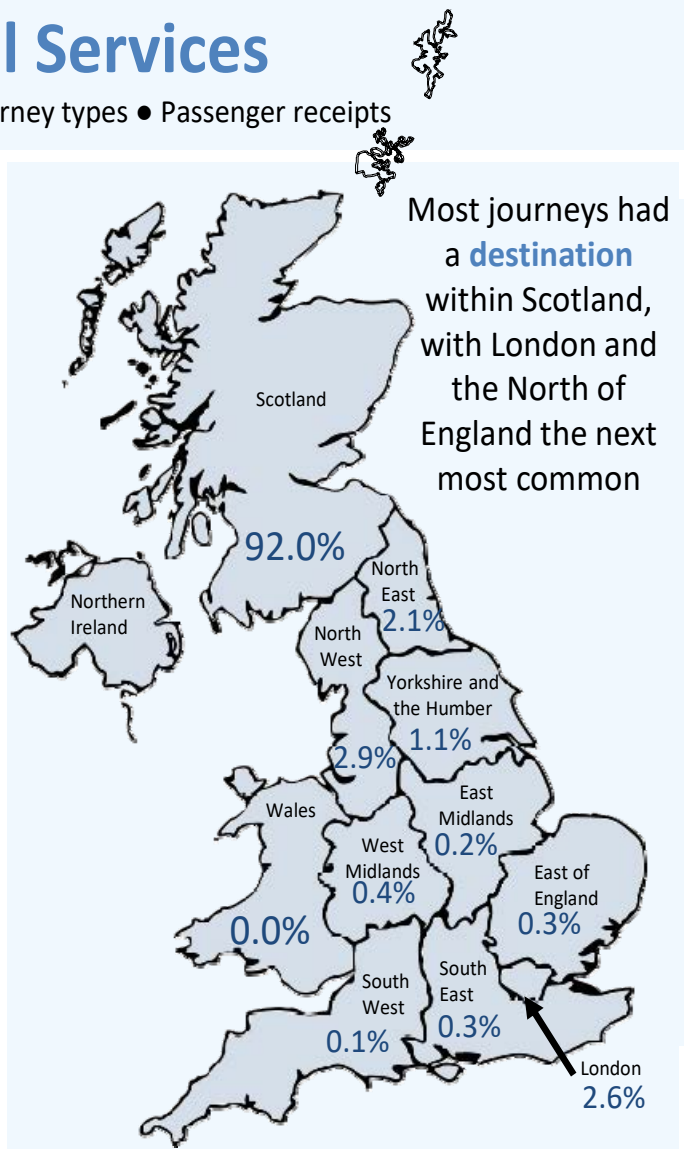 l Services
rney types ● Passenger receipts
Most journeys had
a destination
within Scotland,
with London and
the North of
England the next
most common
Scotland
92.0%
North
East
2.1%
Northern
Ireland
North
West
2.9%
Yorkshire and
the Humber
1.1%
East
Midlands
0.2%
Wales
0.0%
West
Midlands
0.4%
East of
England
0.3%
South
West
0.1%
South
East
0.3%
London
2.6%